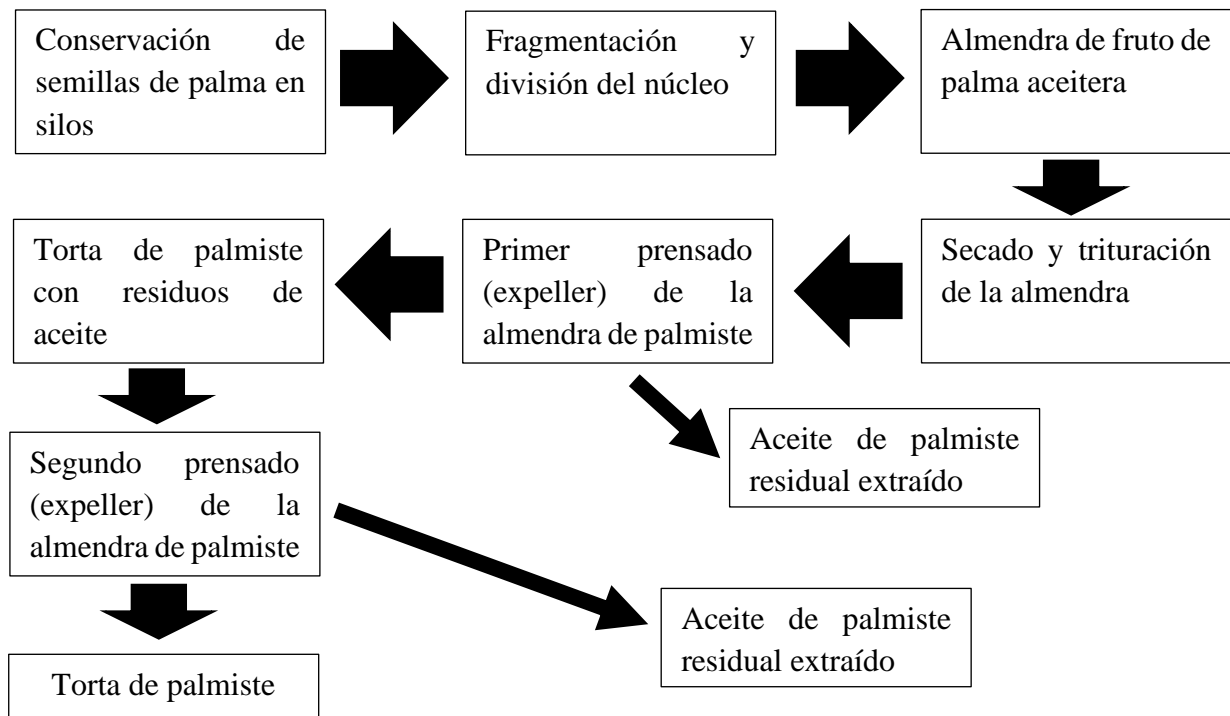 Conservación de
semillas de palma en
silos
Fragmentación y
división del núcleo
Almendra de fruto de
palma aceitera
Secado y trituración
de la almendra
Primer prensado
(expeller) de la
almendra de palmiste
Torta de palmiste
con residuos de
aceite
Aceite de palmiste
residual extraído
Segundo prensado
(expeller) de la
almendra de palmiste
Aceite de palmiste
residual extraído
Torta de palmiste